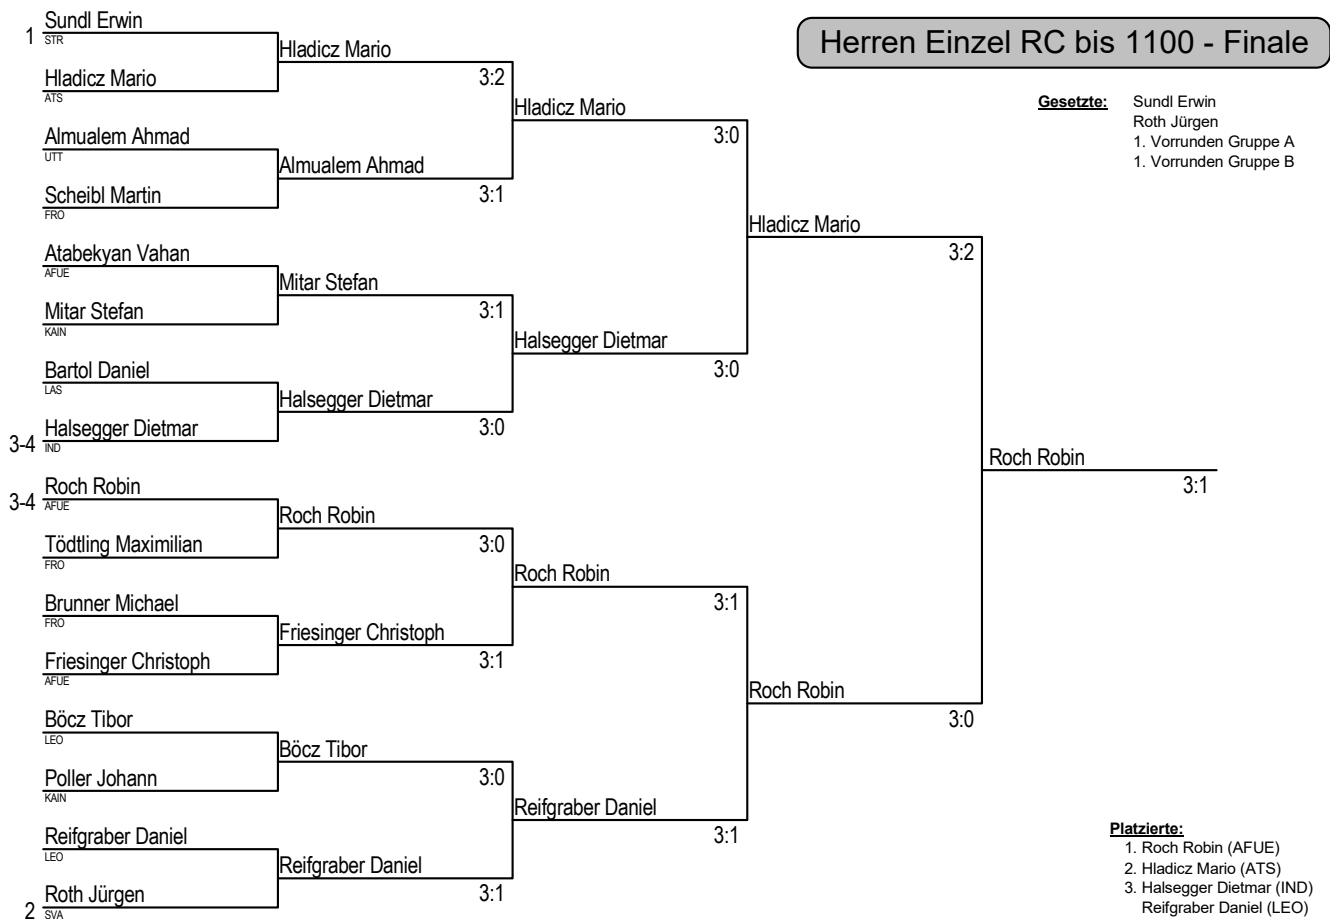 Herren Einzel RC bis 1100 - Finale
Gesetzte: Sundl Erwin
Roth Jürgen
1. Vorrunden Gruppe A
1. Vorrunden Gruppe B
1 Sundl Erwin
STR
Hladicz Mario
ATS
Almualem Ahmad
UTT
Scheibl Martin
FRO
Atabekyan Vahan
AFUE
Mitar Stefan
KAIN
Bartol Daniel
LAS
3-4 Halsegger Dietmar
IND
3-4 Roch Robin
AFUE
Tödtling Maximilian
FRO
Brunner Michael
FRO
Friesinger Christoph
AFUE
Böcz Tibor
LEO
Poller Johann
KAIN
Reifgraber Daniel
LEO
2 Roth Jürgen
SVA
Hladicz Mario
3:2
Almualem Ahmad
3:1
Mitar Stefan
3:1
Halsegger Dietmar
3:0
Roch Robin
3:0
Friesinger Christoph
3:1
Böcz Tibor
3:0
Reifgraber Daniel
3:1
Hladicz Mario
3:0
Halsegger Dietmar
3:0
Roch Robin
3:1
Reifgraber Daniel
3:1
Hladicz Mario
3:2
Roch Robin
3:0
Roch Robin
3:1
Platzierte:
1. Roch Robin (AFUE)
2. Hladicz Mario (ATS)
3. Halsegger Dietmar (IND)
Reifgraber Daniel (LEO)